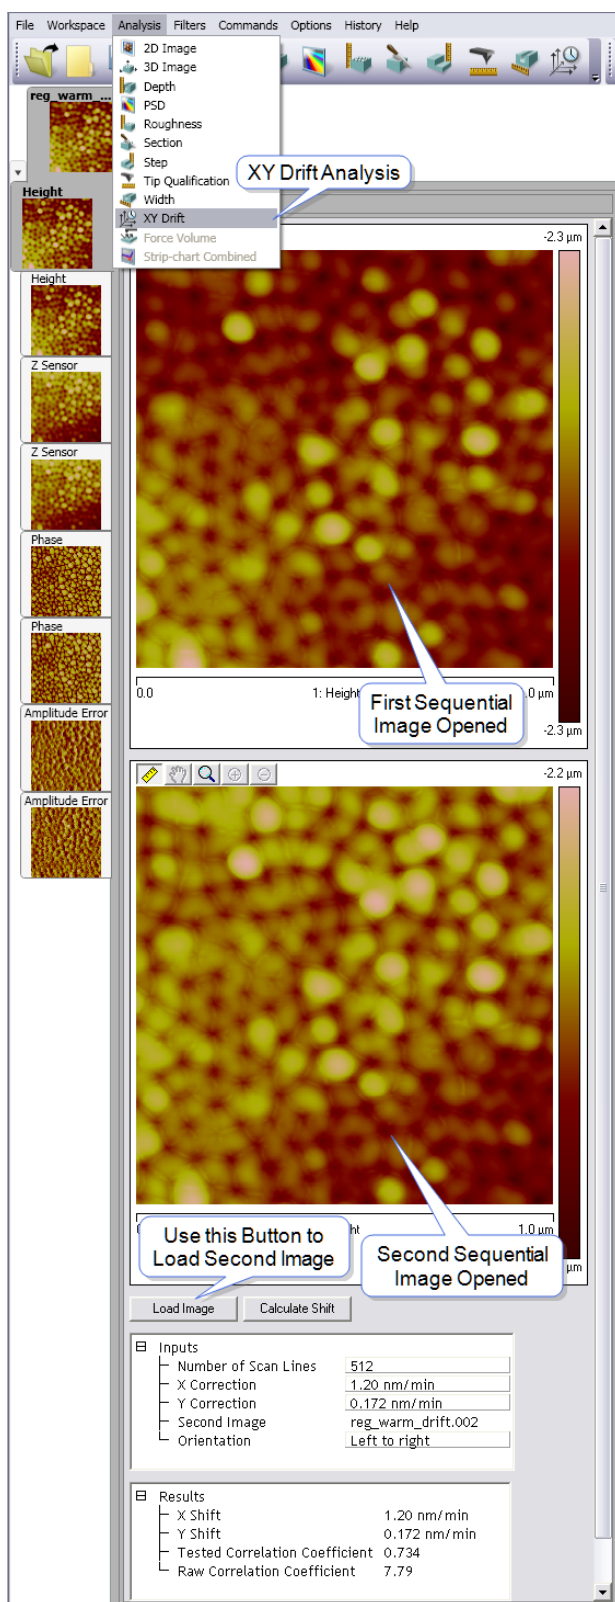 File Workspace Analysis Filters Commands Options History Help
2D Image
3D Image
Depth
PSD
Roughness
Section
Step
Tip Qualification
Width
XY Drift
Force Volume
Strip-chart Combined
XY Drift Analysis
reg_warm_...
Height
Height
Z Sensor
Z Sensor
Phase
Phase
Amplitude Error
Amplitude Error
-2.3 µm
0.0 1: Heigh .0 µm
-2.3 µm
First Sequential
Image Opened
-2.2 µm
ht 1.0 µm
µm
Use this Button to
Load Second Image
Second Sequential
Image Opened
Load Image Calculate Shift
Inputs
Number of Scan Lines 512
X Correction 1.20 nm/min
Y Correction 0.172 nm/min
Second Image reg_warm_drift.002
Orientation Left to right
Results
X Shift 1.20 nm/min
Y Shift 0.172 nm/min
Tested Correlation Coefficient 0.734
Raw Correlation Coefficient 7.79